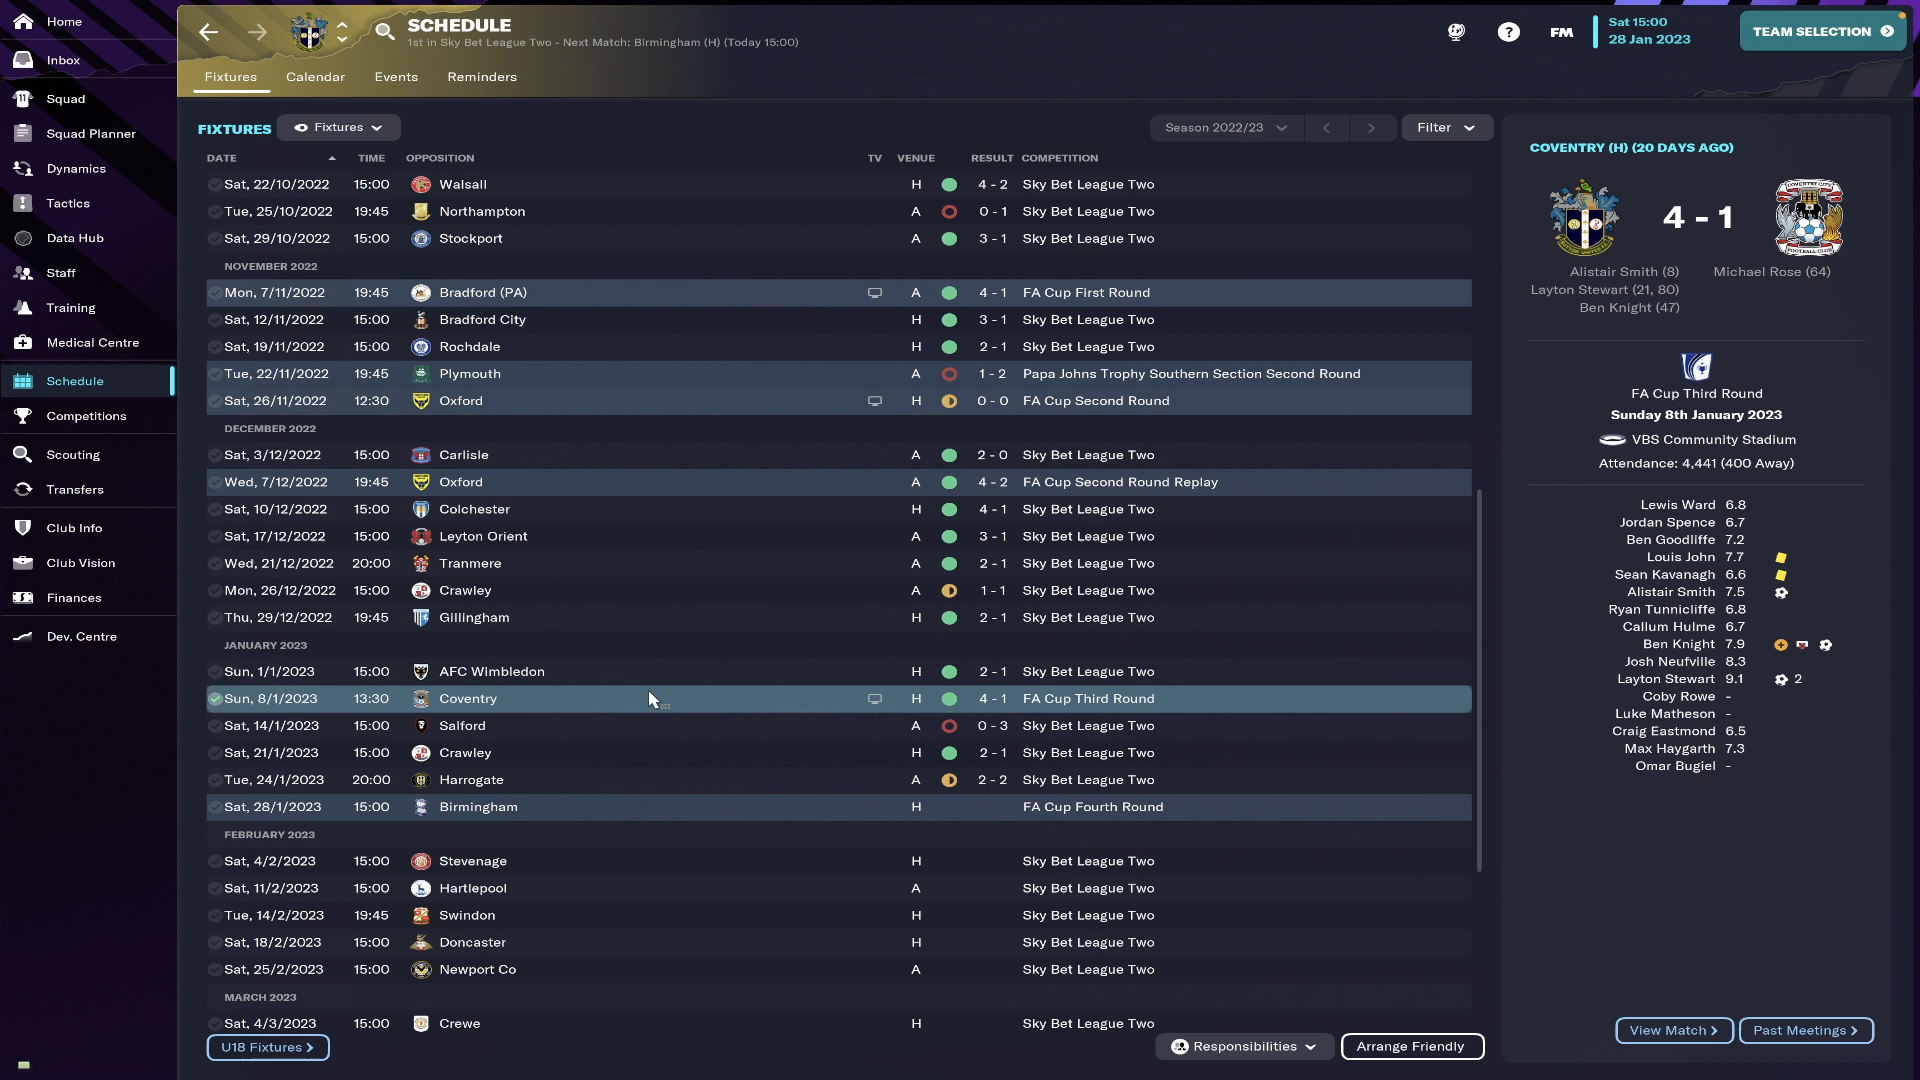 Home
Inbox
Squad
Squad Planner
Dynamics
Tactics
Data Hub
Staff
Training
Medical Centre
Schedule
Competitions
Scouting
Transfers
Club Info
Club Vision
Finances
Dev. Centre
SCHEDULE
1st in Sky Bet League Two - Next Match: Birmingham (H) (Today 15:00)
FM
Sat 15:00
28 Jan 2023
TEAM SELECTION
Fixtures Calendar Events Reminders
FIXTURES Fixtures Season 2022/23 Filter
DATE TIME OPPOSITION TV VENUE RESULT COMPETITION
Sat, 22/10/2022 15:00 Walsall H 4 - 2 Sky Bet League Two
Tue, 25/10/2022 19:45 Northampton A 0 - 1 Sky Bet League Two
Sat, 29/10/2022 15:00 Stockport A 3 - 1 Sky Bet League Two
NOVEMBER 2022
Mon, 7/11/2022 19:45 Bradford (PA) A 4 - 1 FA Cup First Round
Sat, 12/11/2022 15:00 Bradford City H 3 - 1 Sky Bet League Two
Sat, 19/11/2022 15:00 Rochdale H 2 - 1 Sky Bet League Two
Tue, 22/11/2022 19:45 Plymouth A 1 - 2 Papa Johns Trophy Southern Section Second Round
Sat, 26/11/2022 12:30 Oxford H 0 - 0 FA Cup Second Round
DECEMBER 2022
Sat, 3/12/2022 15:00 Carlisle A 2 - 0 Sky Bet League Two
Wed, 7/12/2022 19:45 Oxford A 4 - 2 FA Cup Second Round Replay
Sat, 10/12/2022 15:00 Colchester H 4 - 1 Sky Bet League Two
Sat, 17/12/2022 15:00 Leyton Orient A 3 - 1 Sky Bet League Two
Wed, 21/12/2022 20:00 Tranmere A 2 - 1 Sky Bet League Two
Mon, 26/12/2022 15:00 Crawley A 1 - 1 Sky Bet League Two
Thu, 29/12/2022 19:45 Gillingham H 2 - 1 Sky Bet League Two
JANUARY 2023
Sun, 1/1/2023 15:00 AFC Wimbledon H 2 - 1 Sky Bet League Two
Sun, 8/1/2023 13:30 Coventry H 4 - 1 FA Cup Third Round
Sat, 14/1/2023 15:00 Salford A 0 - 3 Sky Bet League Two
Sat, 21/1/2023 15:00 Crawley H 2 - 1 Sky Bet League Two
Tue, 24/1/2023 20:00 Harrogate A 2 - 2 Sky Bet League Two
Sat, 28/1/2023 15:00 Birmingham H FA Cup Fourth Round
FEBRUARY 2023
Sat, 4/2/2023 15:00 Stevenage H Sky Bet League Two
Sat, 11/2/2023 15:00 Hartlepool A Sky Bet League Two
Tue, 14/2/2023 19:45 Swindon H Sky Bet League Two
Sat, 18/2/2023 15:00 Doncaster H Sky Bet League Two
Sat, 25/2/2023 15:00 Newport Co A Sky Bet League Two
MARCH 2023
Sat, 4/3/2023 15:00 Crewe H Sky Bet League Two
U18 Fixtures Responsibilities Arrange Friendly
COVENTRY (H) (20 DAYS AGO)
4 - 1
Alistair Smith (8) Michael Rose (64)
Layton Stewart (21, 80)
Ben Knight (47)
FA Cup Third Round
Sunday 8th January 2023
VBS Community Stadium
Attendance: 4,441 (400 Away)
Lewis Ward 6.8
Jordan Spence 6.7
Ben Goodliffe 7.2
Louis John 7.7
Sean Kavanagh 6.6
Alistair Smith 7.5
Ryan Tunnicliffe 6.8
Callum Hulme 6.7
Ben Knight 7.9
Josh Neufville 8.3
Layton Stewart 9.1 2
Coby Rowe -
Luke Matheson -
Craig Eastmond 6.5
Max Haygarth 7.3
Omar Bugiel -
View Match Past Meetings